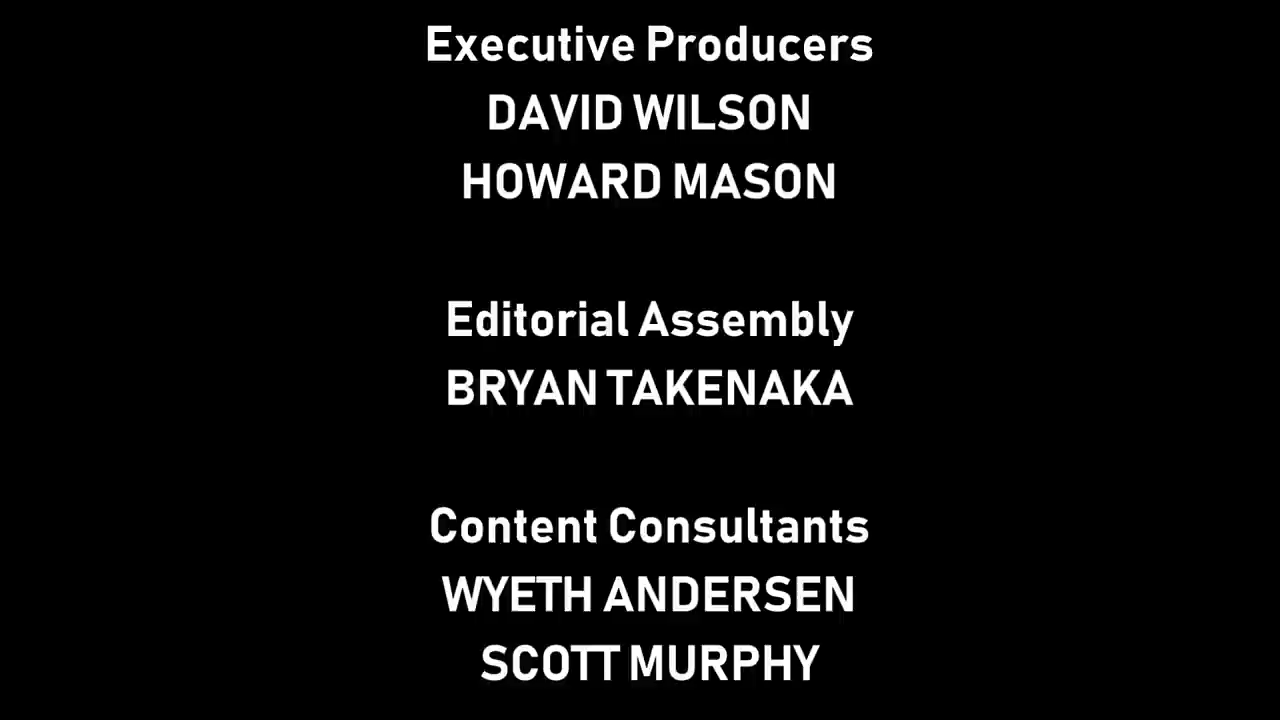 Executive Producers
DAVID WILSON
HOWARD MASON
Editorial Assembly
BRYAN TAKENAKA
Content Consultants
WYETH ANDERSEN
SCOTT MURPHY